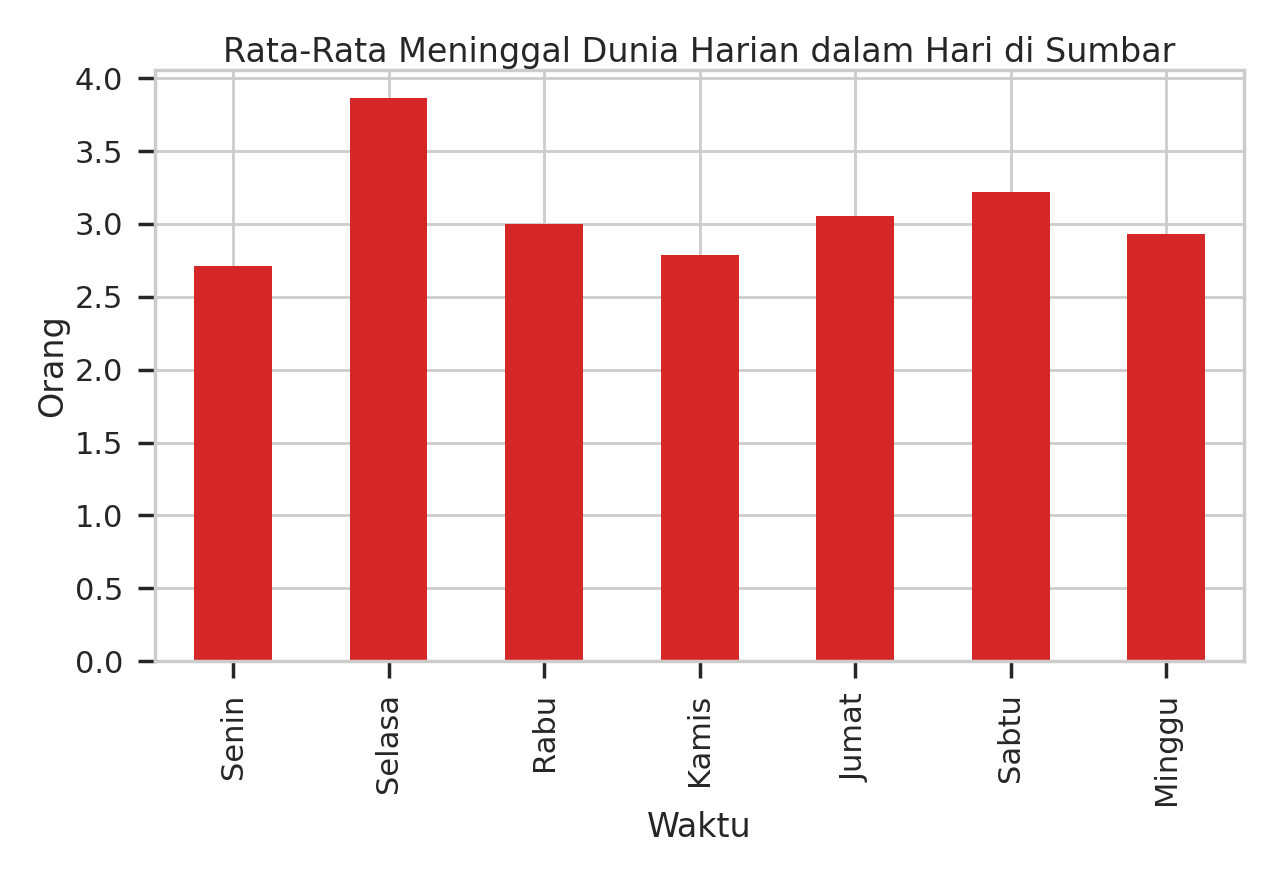 Rata-Rata Meninggal Dunia Harian dalam Hari di Sumbar
4.0
3.5
3.0
2.5
2.0
1.5
1.0
0.5
0.0
Orang
Senin
Selasa
Rabu
Kamis
Jumat
Sabtu
Minggu
Waktu